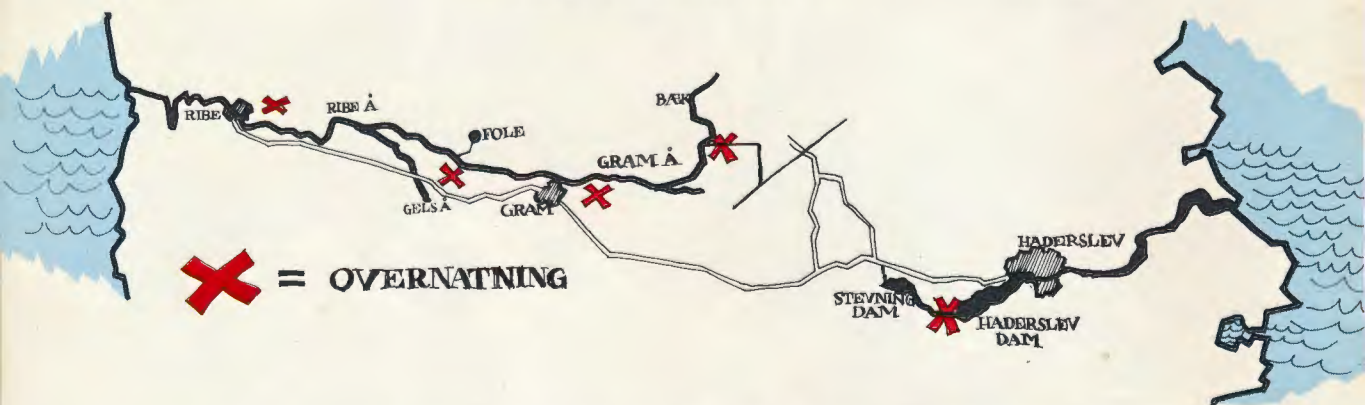 RIBE
RIBE Å
FOLE
BÆK
GRAM Å
GELS Å
GRAM
HADERSLEV
= OVERNATNING
STEVNING
DAM
HADERSLEV
DAM